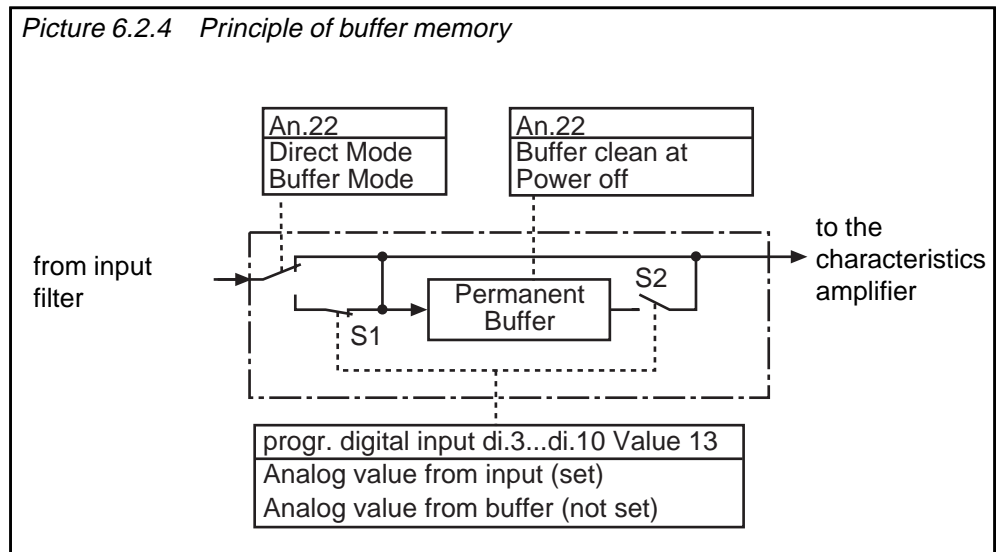 Picture 6.2.4 Principle of buffer memory
An.22
Direct Mode
Buffer Mode
An.22
Buffer clean at
Power off
from input
filter
to the
characteristics
amplifier
Permanent
Buffer
S1
S2
progr. digital input di.3...di.10 Value 13
Analog value from input (set)
Analog value from buffer (not set)